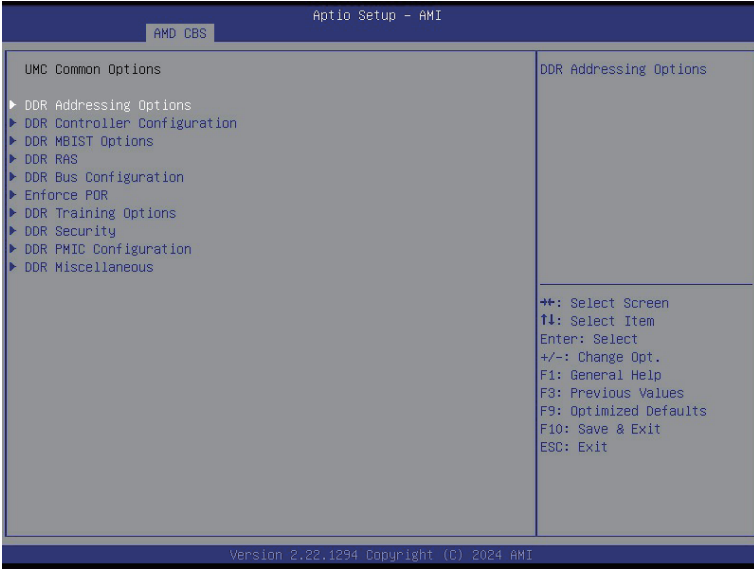 Aptio Setup - AMI
AMD CBS
UMC Common Options
DDR Addressing Options
DDR Controller Configuration
DDR MBIST Options
DDR RAS
DDR Bus Configuration
Enforce POR
DDR Training Options
DDR Security
DDR PMIC Configuration
DDR Miscellaneous
DDR Addressing Options
→←: Select Screen
↑↓: Select Item
Enter: Select
+/-: Change Opt.
F1: General Help
F3: Previous Values
F9: Optimized Defaults
F10: Save & Exit
ESC: Exit
Version 2.22.1294 Copyright (C) 2024 AMI